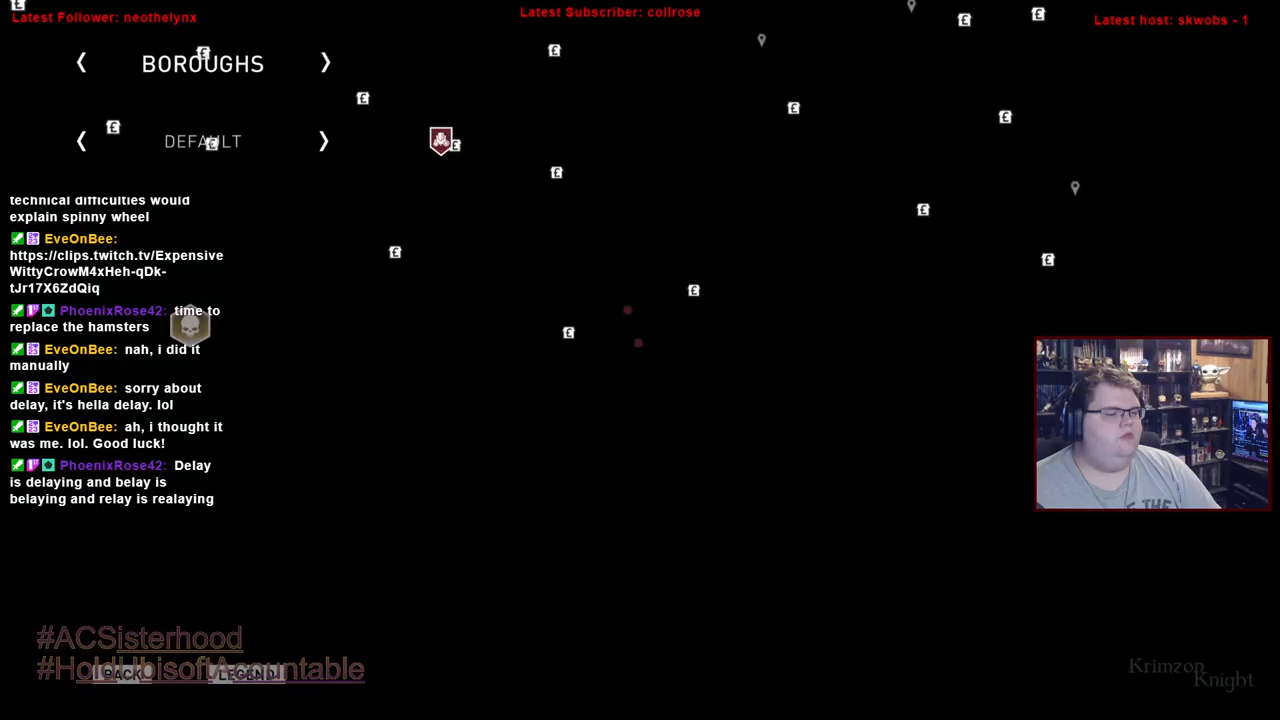 Latest Follower: neothelynx
Latest Subscriber: collrose
Latest host: skwobs - 1
BOROUGHS
DEFAULT
technical difficulties would
explain spinny wheel
EveOnBee:
https://clips.twitch.tv/Expensive
WittyCrowM4xHeh-qDk-
tJr17X6ZdQiq
PhoenixRose42: time to
replace the hamsters
EveOnBee: nah, i did it
manually
EveOnBee: sorry about
delay, it's hella delay. lol
EveOnBee: ah, i thought it
was me. lol. Good luck!
PhoenixRose42: Delay
is delaying and belay is
belaying and relay is realaying
#ACSisterhood
#HoldUbisoftAcountable
BACK
LEGEND
Krimzon
Knight